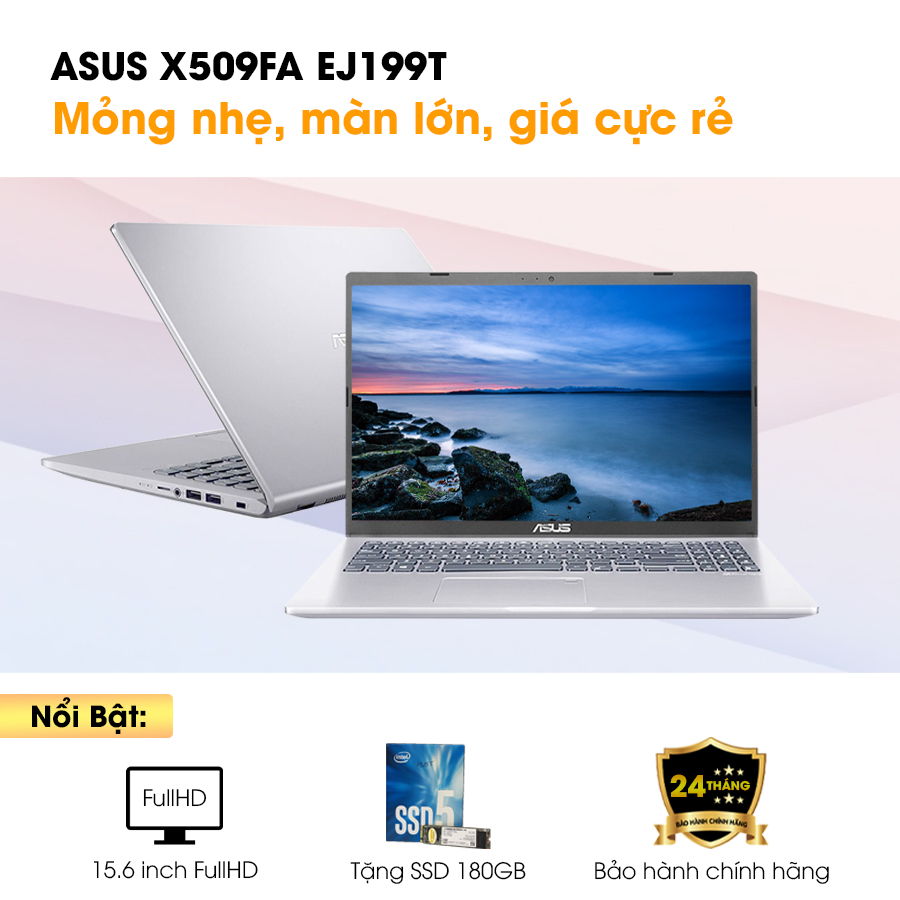 ASUS X509FA EJ199T
Mỏng nhẹ, màn lớn, giá cực rẻ
ASUS
Nổi Bật:
FullHD
15.6 inch FullHD
intel
SSD 5
Tặng SSD 180GB
24 THÁNG
BẢO HÀNH CHÍNH HÃNG
Bảo hành chính hãng